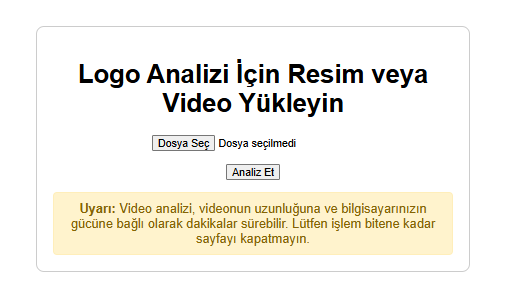 Logo Analizi İçin Resim veya
Video Yükleyin
Dosya Seç Dosya seçilmedi
Analiz Et
Uyarı: Video analizi, videonun uzunluğuna ve bilgisayarınızın
gücüne bağlı olarak dakikalar sürebilir. Lütfen işlem bitene kadar
sayfayı kapatmayın.